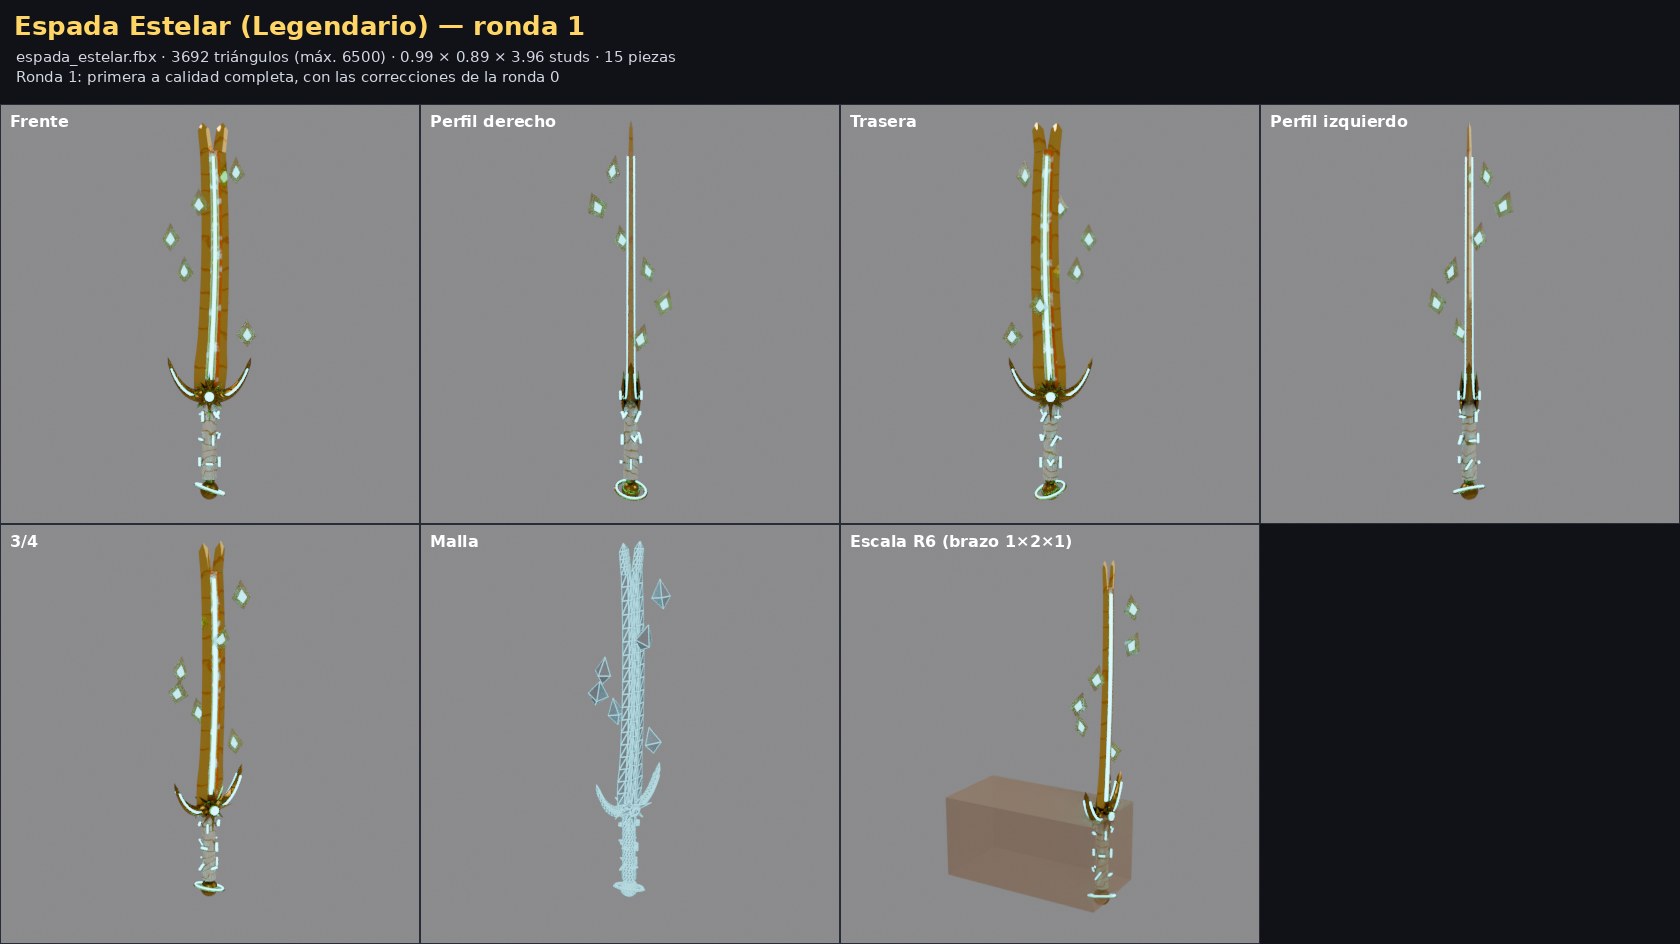 Espada Estelar (Legendario) — ronda 1
espada_estelar.fbx · 3692 triángulos (máx. 6500) · 0.99 × 0.89 × 3.96 studs · 15 piezas
Ronda 1: primera a calidad completa, con las correcciones de la ronda 0
Frente
Perfil derecho
Trasera
Perfil izquierdo
3/4
Malla
Escala R6 (brazo 1×2×1)